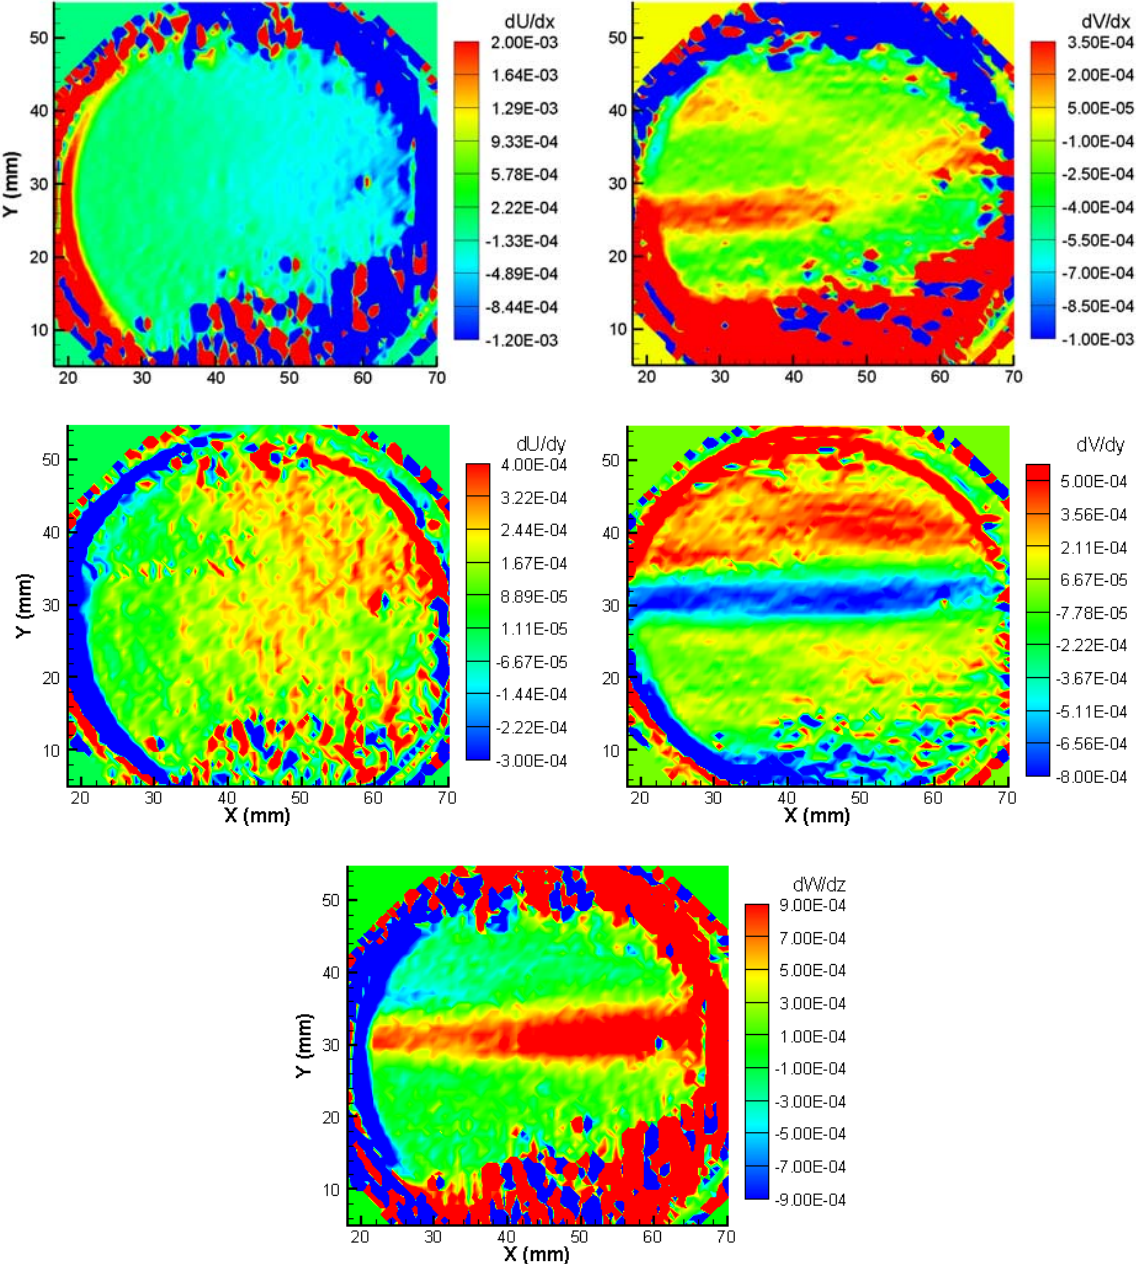 dU/dx
2.00E-03
1.64E-03
1.29E-03
9.33E-04
5.78E-04
2.22E-04
-1.33E-04
-4.89E-04
-8.44E-04
-1.20E-03
50
40
30
20
10
Y (mm)
20 30 40 50 60 70
dV/dx
3.50E-04
2.00E-04
5.00E-05
-1.00E-04
-2.50E-04
-4.00E-04
-5.50E-04
-7.00E-04
-8.50E-04
-1.00E-03
50
40
30
20
10
20 30 40 50 60 70
dU/dy
4.00E-04
3.22E-04
2.44E-04
1.67E-04
8.89E-05
1.11E-05
-6.67E-05
-1.44E-04
-2.22E-04
-3.00E-04
50
40
30
20
10
Y (mm)
20 30 40 50 60 70
X (mm)
dV/dy
5.00E-04
3.56E-04
2.11E-04
6.67E-05
-7.78E-05
-2.22E-04
-3.67E-04
-5.11E-04
-6.56E-04
-8.00E-04
50
40
30
20
10
20 30 40 50 60 70
X (mm)
dW/dz
9.00E-04
7.00E-04
5.00E-04
3.00E-04
1.00E-04
-1.00E-04
-3.00E-04
-5.00E-04
-7.00E-04
-9.00E-04
50
40
30
20
10
Y (mm)
20 30 40 50 60 70
X (mm)